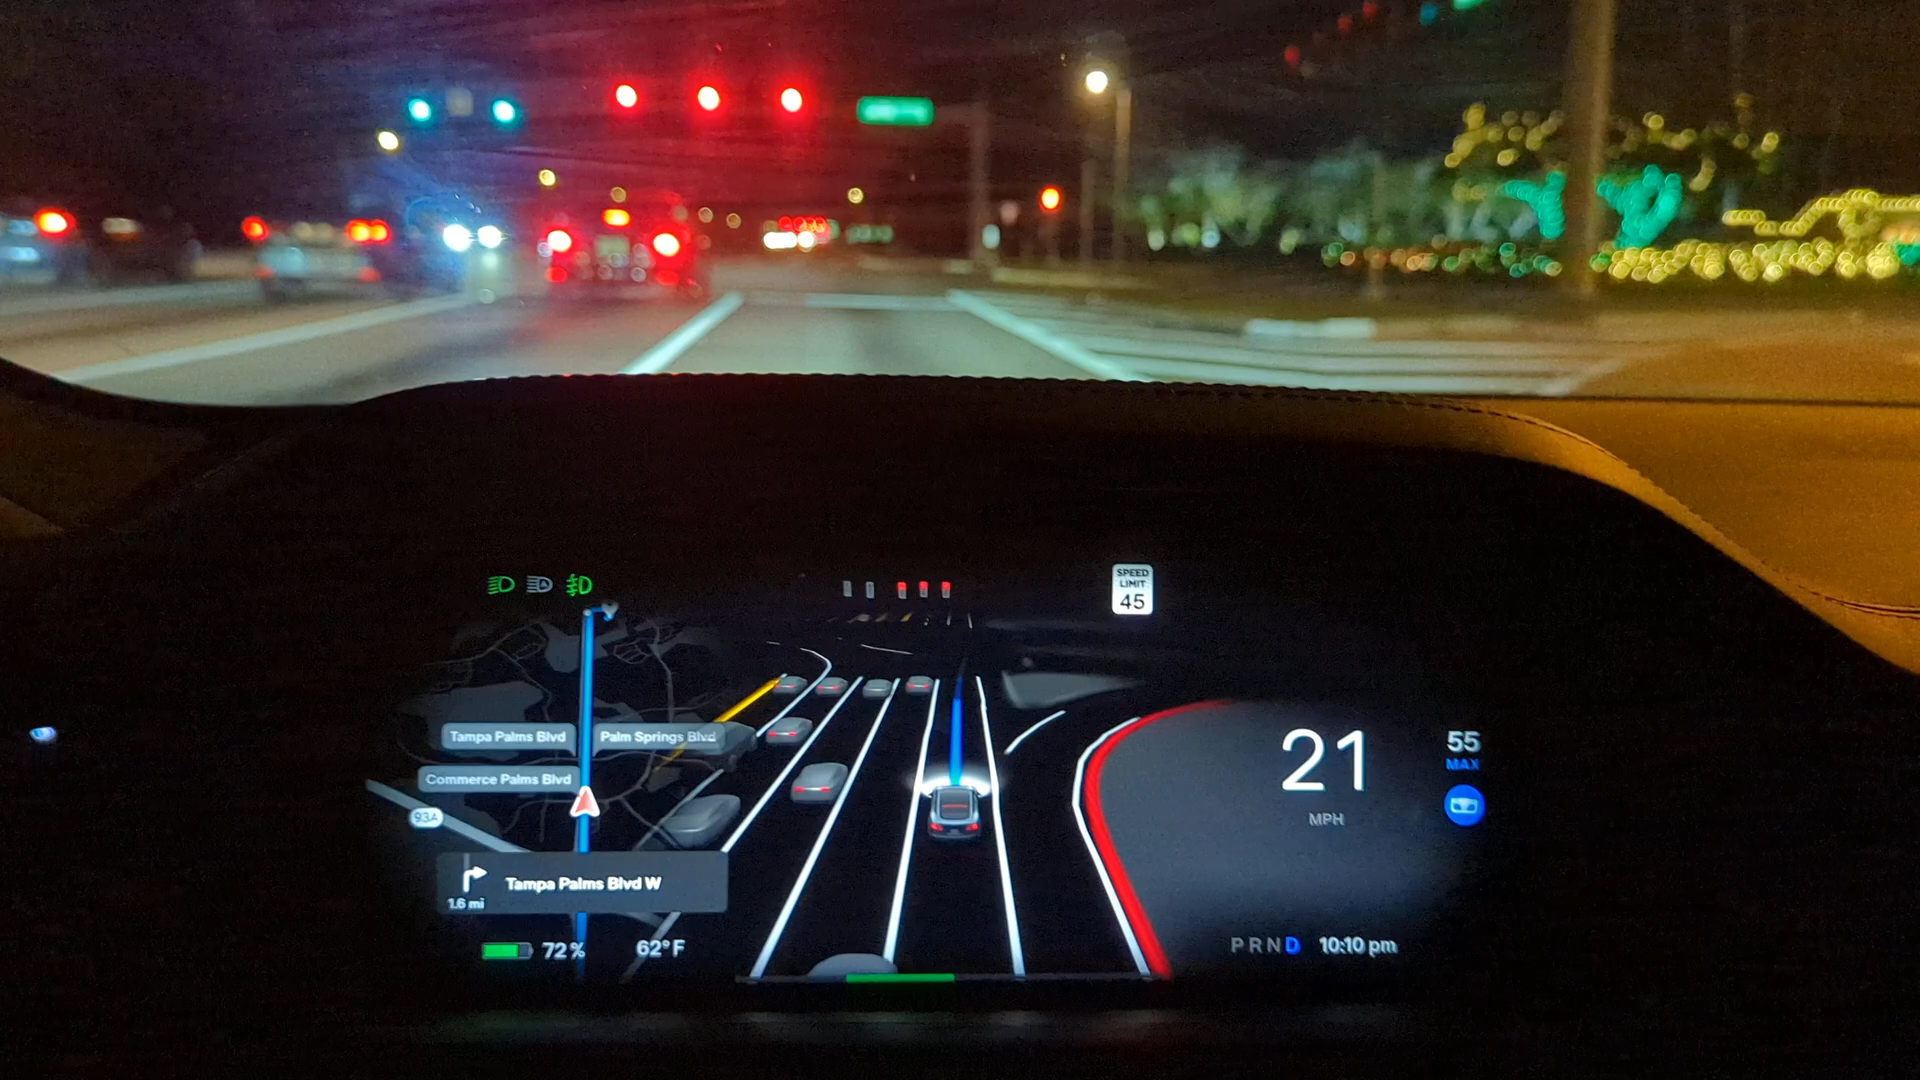 SPEED
LIMIT
45
Tampa Palms Blvd
Palm Springs Blvd
Commerce Palms Blvd
93A
21
MPH
55
MAX
Tampa Palms Blvd W
1.6 mi
72 %
62°F
P R N D
10:10 pm